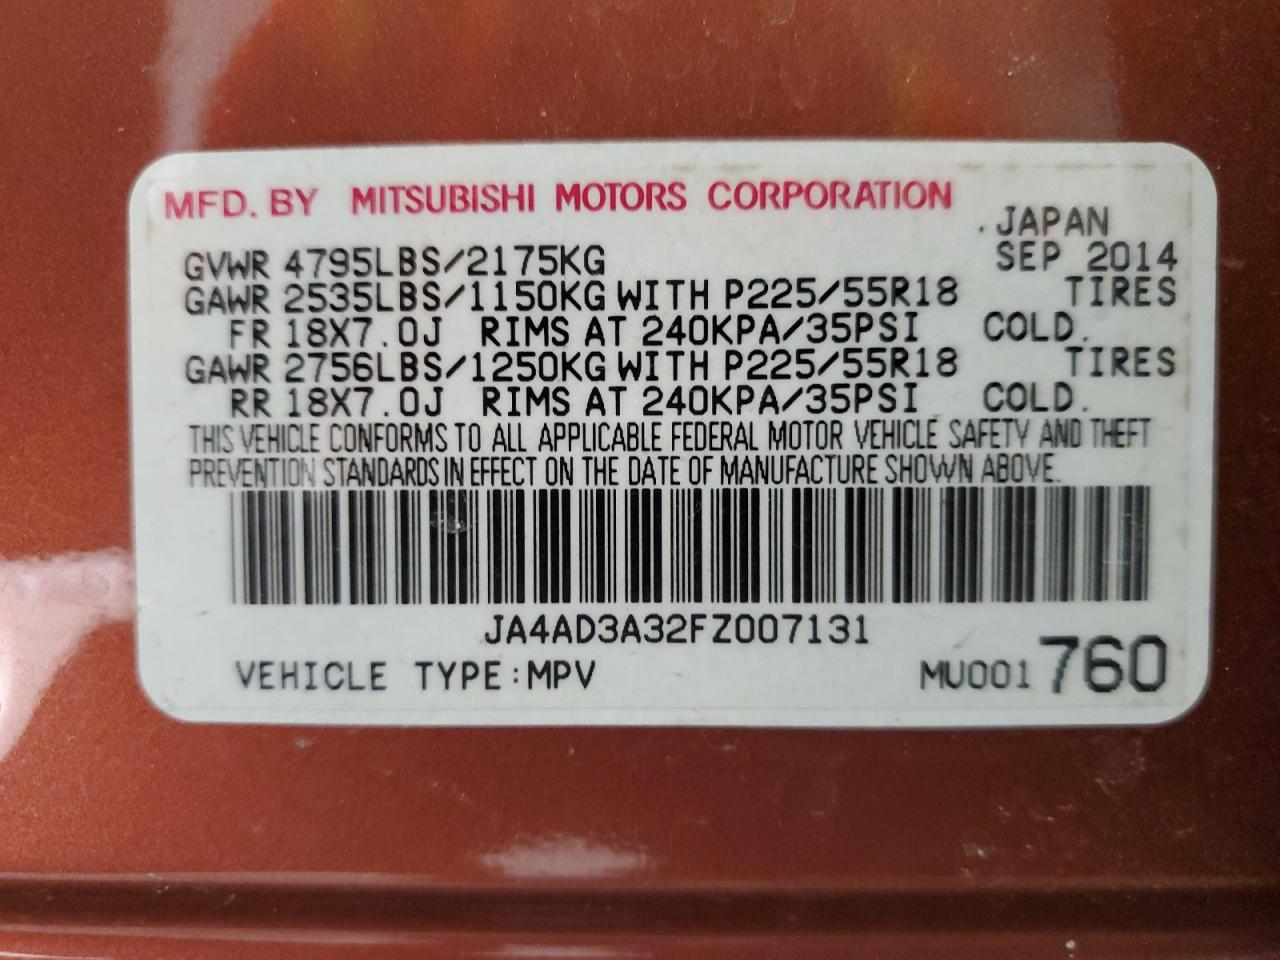 MFD. BY MITSUBISHI MOTORS CORPORATION
.JAPAN
GVWR 4795LBS/2175KG SEP 2014
GAWR 2535LBS/1150KG WITH P225/55R18 TIRES
FR 18X7.0J RIMS AT 240KPA/35PSI COLD.
GAWR 2756LBS/1250KG WITH P225/55R18 TIRES
RR 18X7.0J RIMS AT 240KPA/35PSI COLD.
THIS VEHICLE CONFORMS TO ALL APPLICABLE FEDERAL MOTOR VEHICLE SAFETY AND THEFT
PREVENTION STANDARDS IN EFFECT ON THE DATE OF MANUFACTURE SHOWN ABOVE.
JA4AD3A32FZ007131
VEHICLE TYPE:MPV MU001760